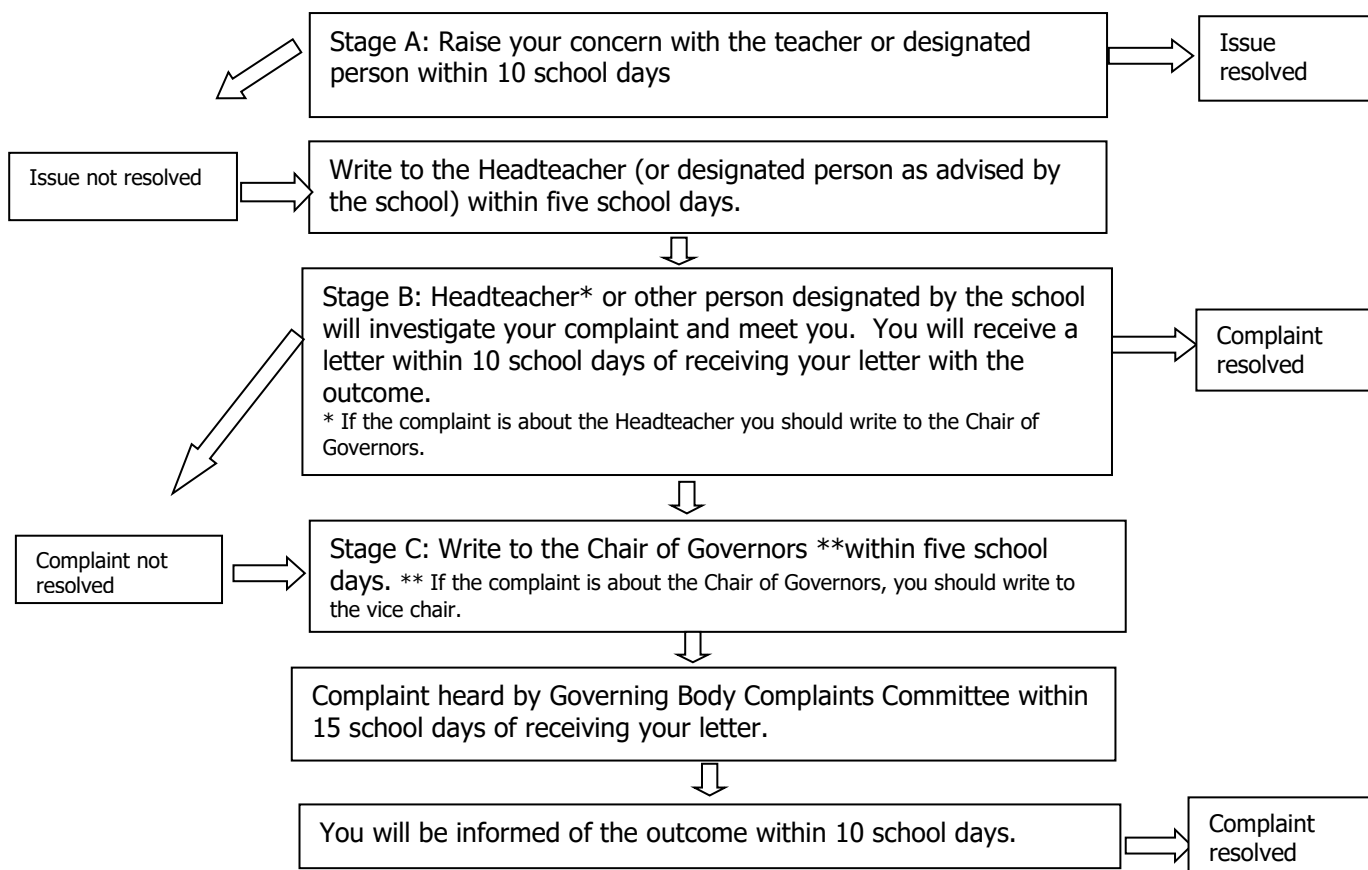 Stage A: Raise your concern with the teacher or designated
person within 10 school days
Issue
resolved
Issue not resolved
Write to the Headteacher (or designated person as advised by
the school) within five school days.
Stage B: Headteacher* or other person designated by the school
will investigate your complaint and meet you.  You will receive a
letter within 10 school days of receiving your letter with the
outcome.
* If the complaint is about the Headteacher you should write to the Chair of
Governors.
Complaint
resolved
Complaint not
resolved
Stage C: Write to the Chair of Governors **within five school
days. ** If the complaint is about the Chair of Governors, you should write to
the vice chair.
Complaint heard by Governing Body Complaints Committee within
15 school days of receiving your letter.
You will be informed of the outcome within 10 school days.
Complaint
resolved